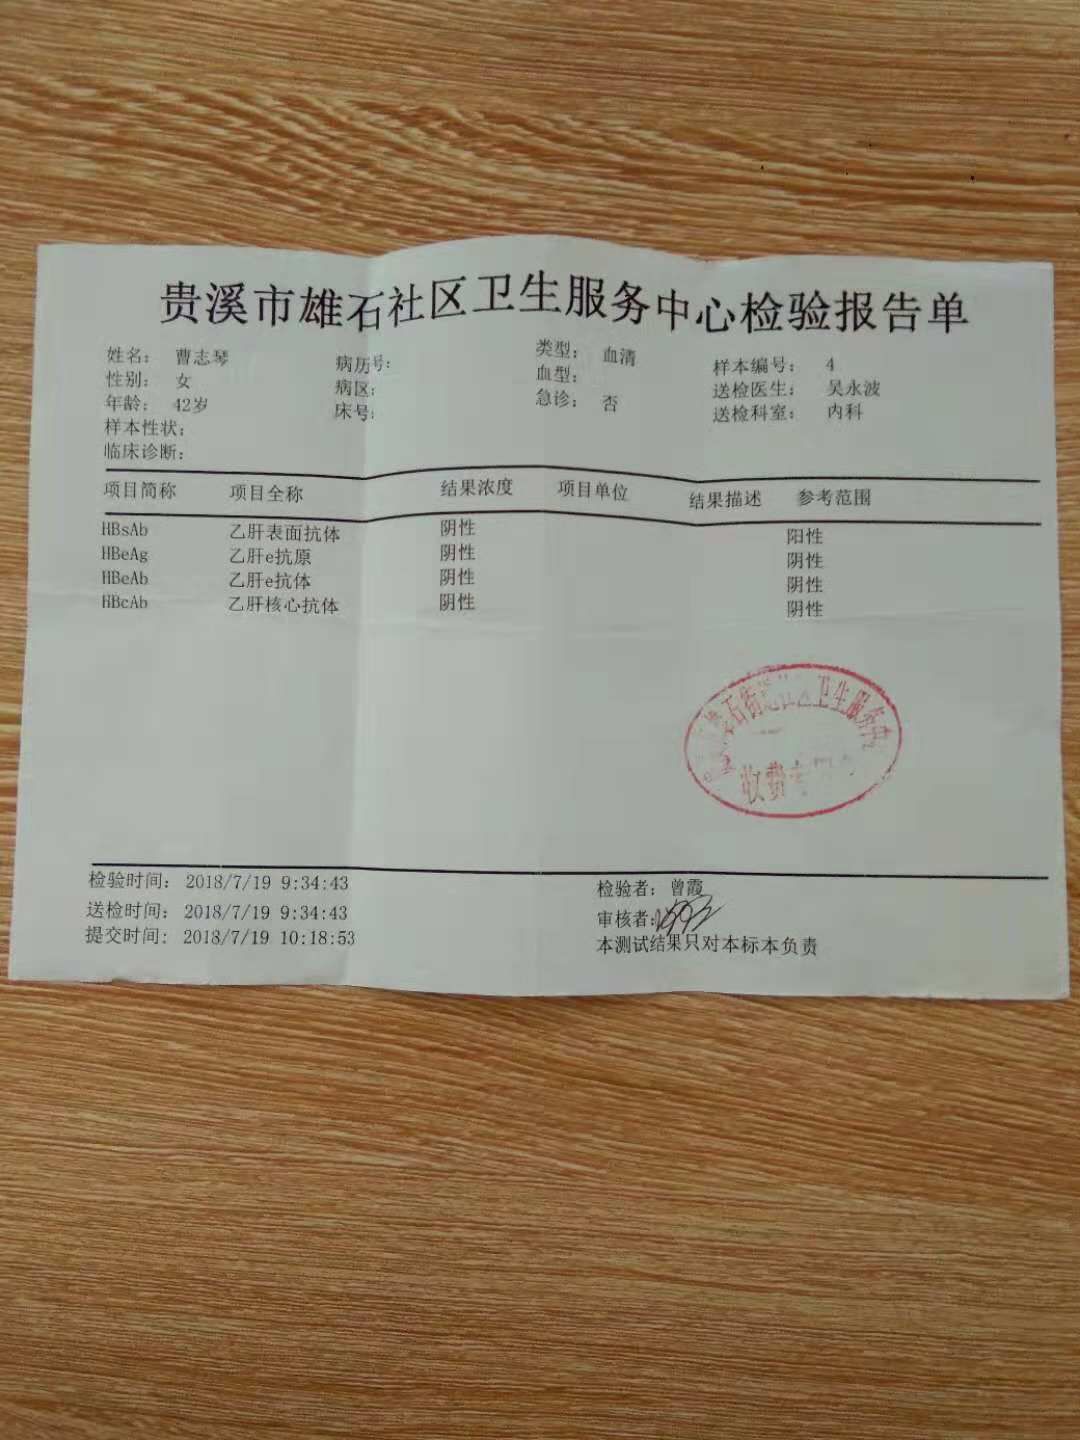 贵溪市雄石社区卫生服务中心检验报告单
姓名： 曹志琴 病历号： 类型： 血清 样本编号： 4
性别： 女 病区： 血型： 送检医生： 吴永波
年龄： 42岁 床号： 急诊： 否 送检科室： 内科
样本性状：
临床诊断：
项目简称 项目全称 结果浓度 项目单位 结果描述 参考范围
HBsAb 乙肝表面抗体 阴性 阳性
HBeAg 乙肝e抗原 阴性 阴性
HBeAb 乙肝e抗体 阴性 阴性
HBcAb 乙肝核心抗体 阴性 阴性
石街 区卫生服务
收费
检验时间： 2018/7/19 9:34:43 检验者： 曾霞
送检时间： 2018/7/19 9:34:43 审核者：
提交时间： 2018/7/19 10:18:53 本测试结果只对本标本负责